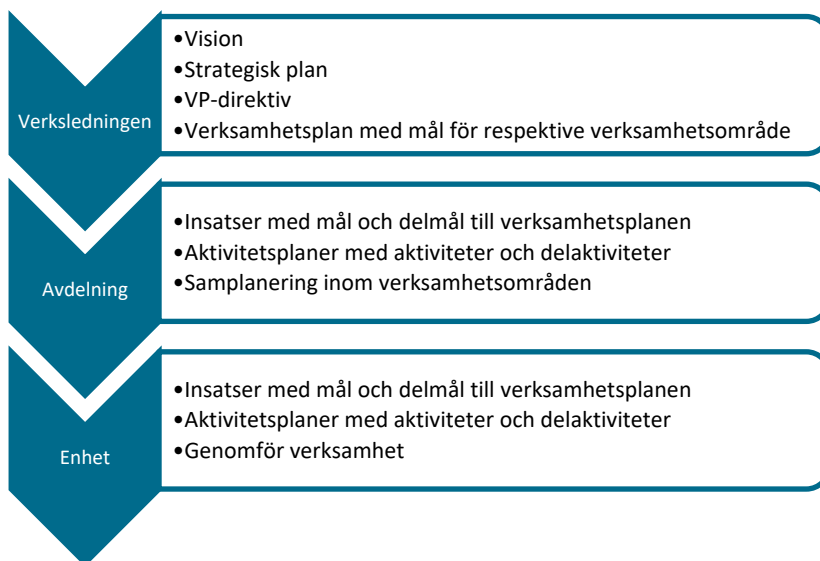 Verksledningen
•Vision
•Strategisk plan
•VP-direktiv
•Verksamhetsplan med mål för respektive verksamhetsområde
Avdelning
•Insatser med mål och delmål till verksamhetsplanen
•Aktivitetsplaner med aktiviteter och delaktiviteter
•Samplanering inom verksamhetsområden
Enhet
•Insatser med mål och delmål till verksamhetsplanen
•Aktivitetsplaner med aktiviteter och delaktiviteter
•Genomför verksamhet